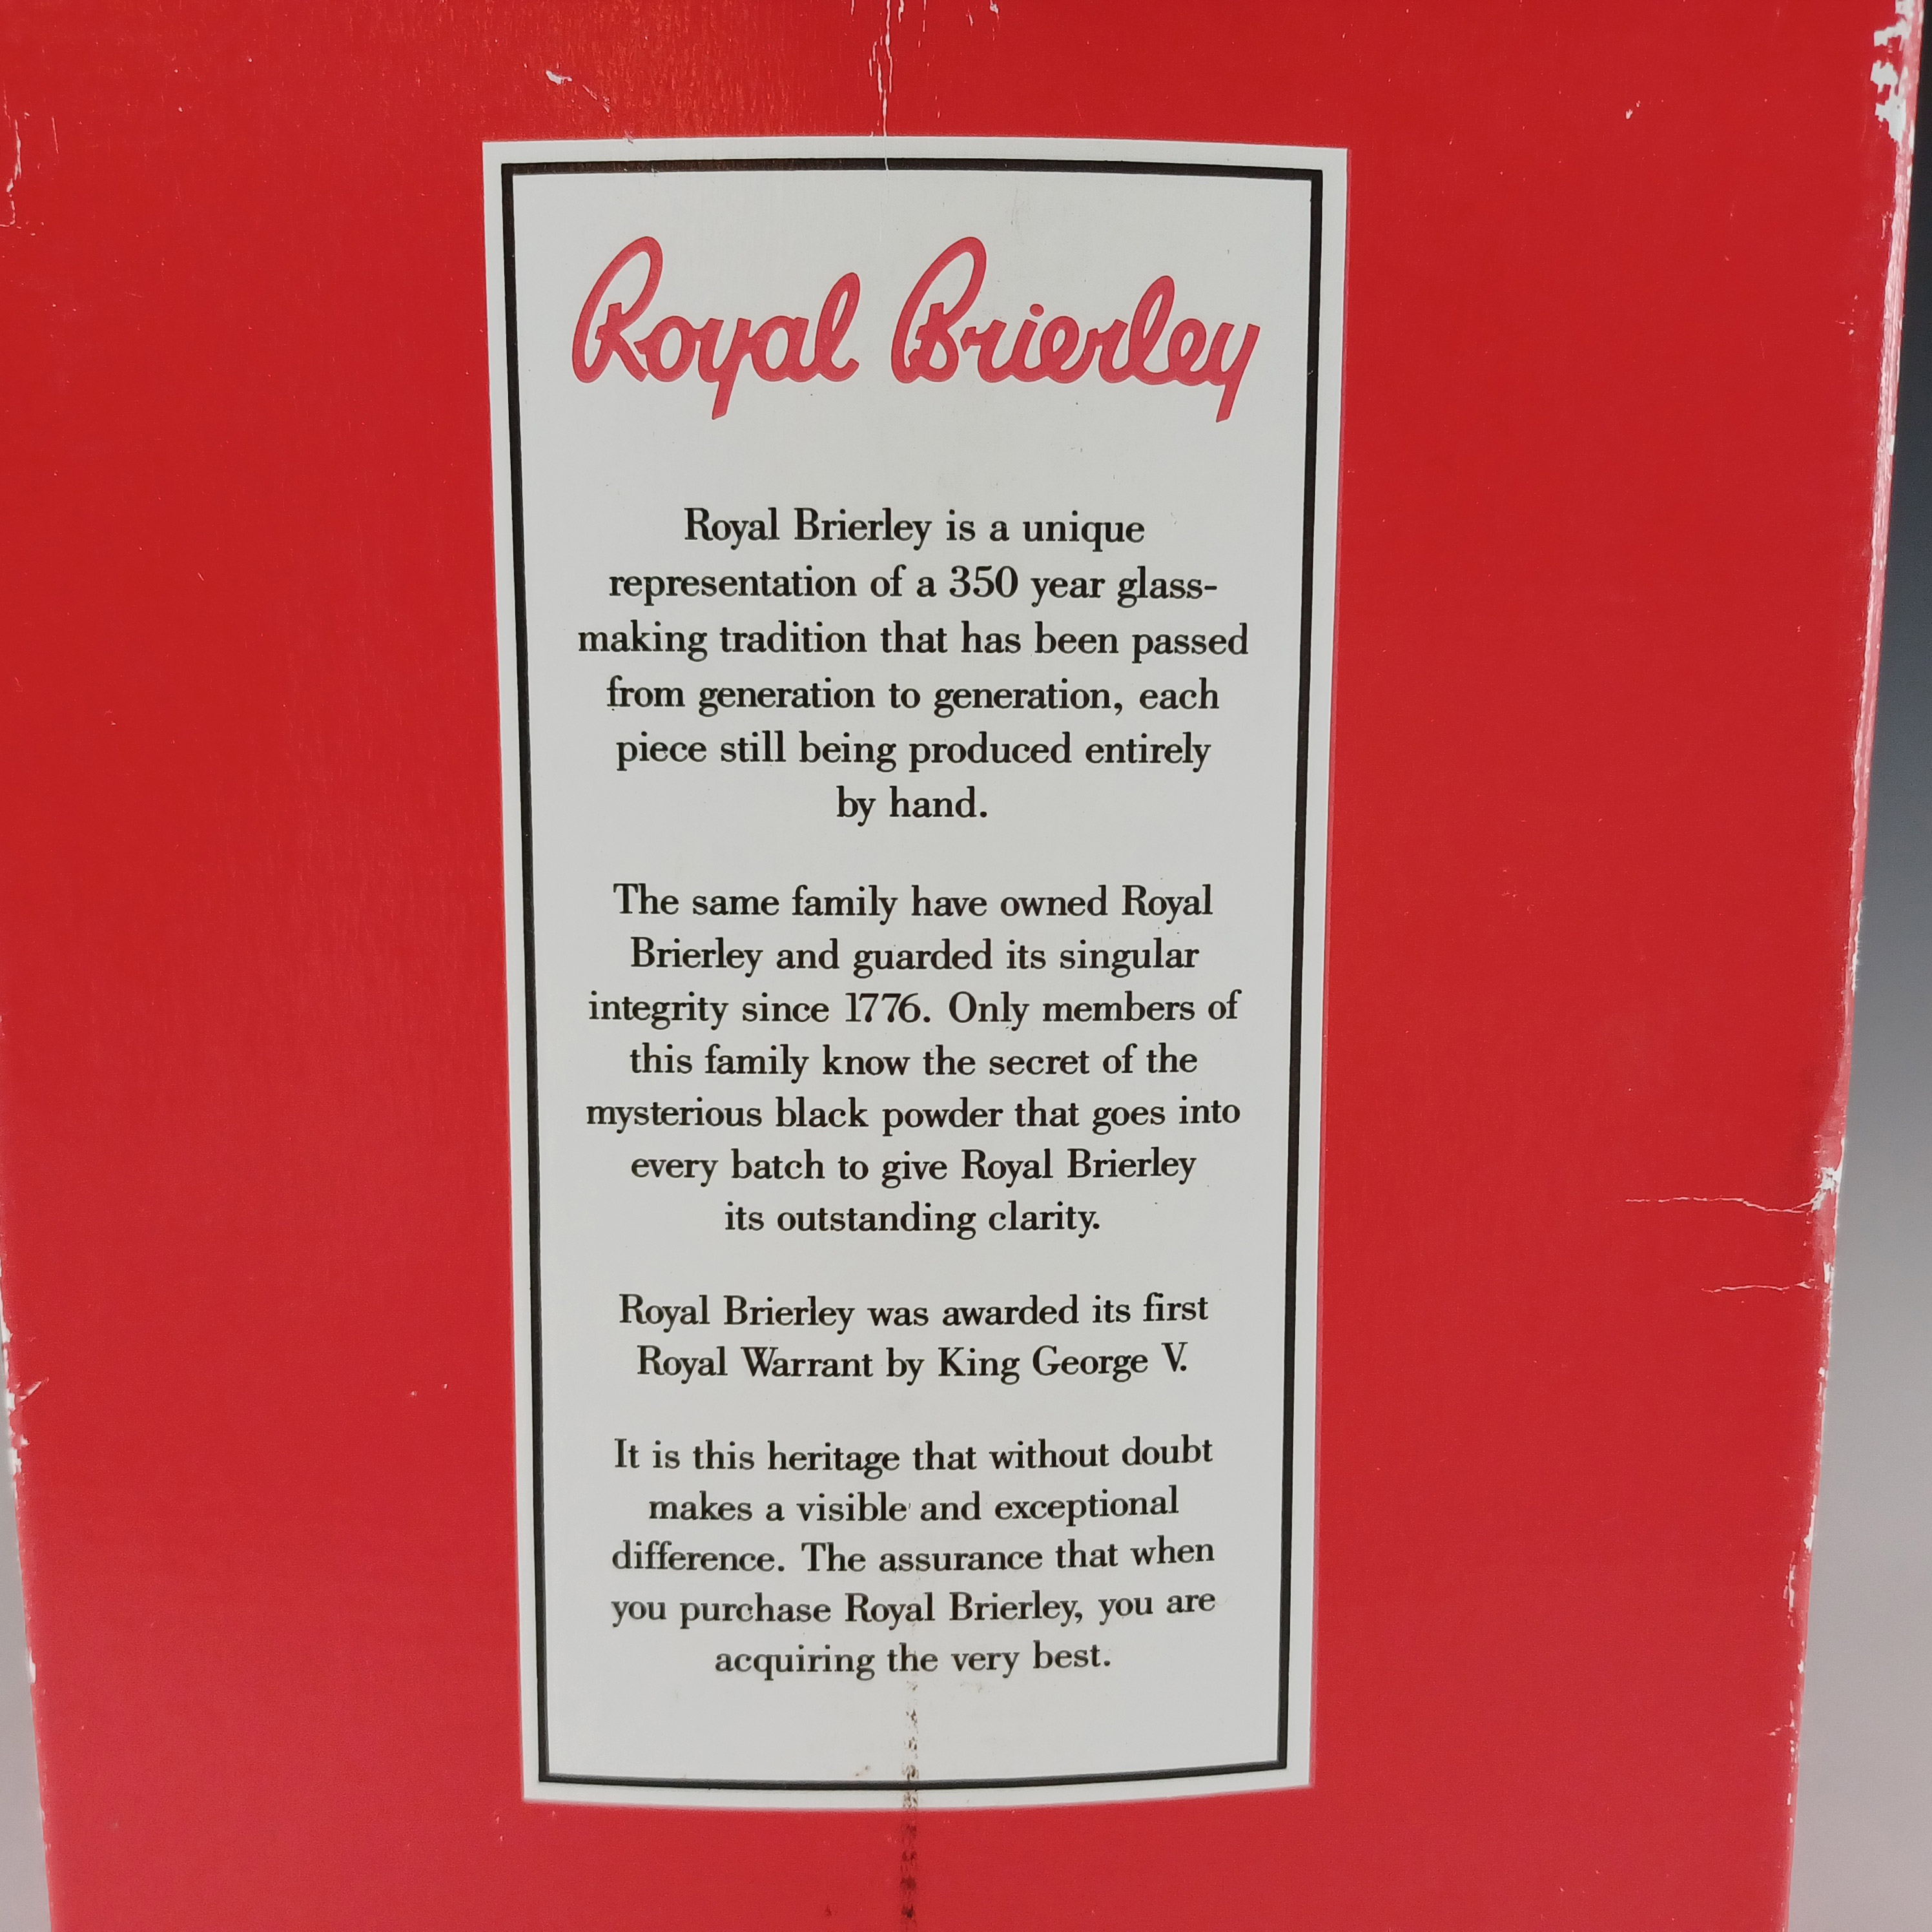 Royal Brierley
Royal Brierley is a unique
representation of a 350 year glass-
making tradition that has been passed
from generation to generation, each
piece still being produced entirely
by hand.
The same family have owned Royal
Brierley and guarded its singular
integrity since 1776. Only members of
this family know the secret of the
mysterious black powder that goes into
every batch to give Royal Brierley
its outstanding clarity.
Royal Brierley was awarded its first
Royal Warrant by King George V.
It is this heritage that without doubt
makes a visible and exceptional
difference. The assurance that when
you purchase Royal Brierley, you are
acquiring the very best.